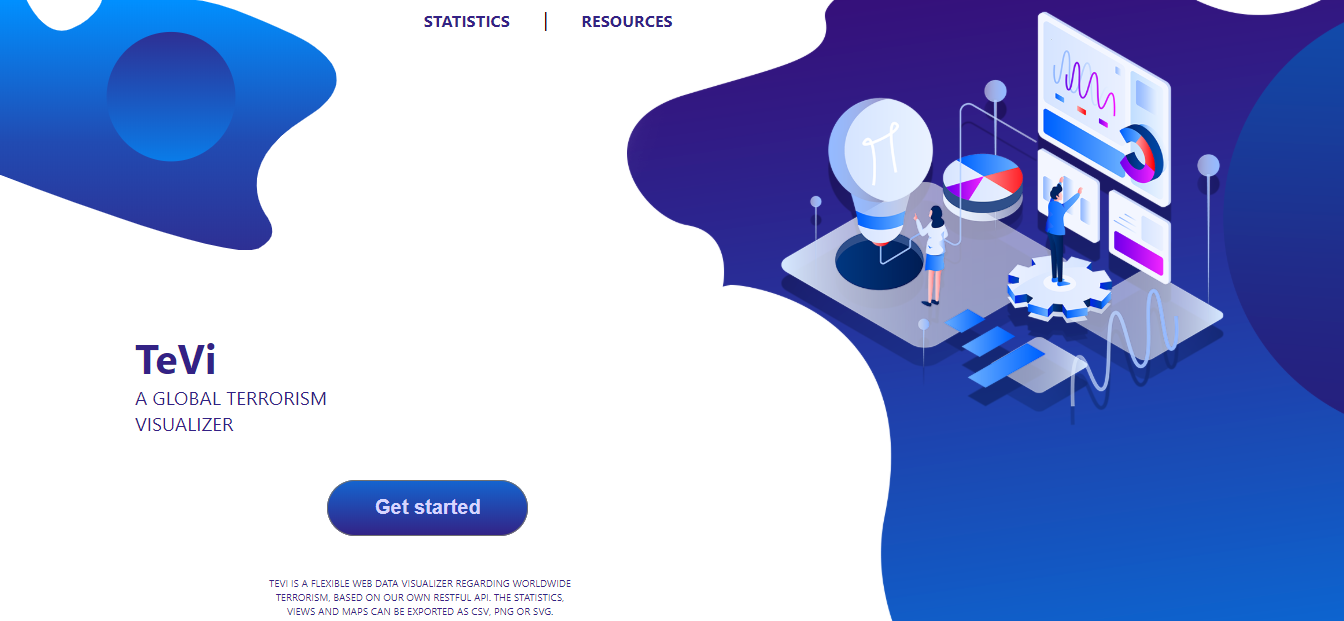 STATISTICS | RESOURCES
TeVi
A GLOBAL TERRORISM
VISUALIZER
Get started
TEVI IS A FLEXIBLE WEB DATA VISUALIZER REGARDING WORLDWIDE
TERRORISM, BASED ON OUR OWN RESTFUL API. THE STATISTICS,
VIEWS AND MAPS CAN BE EXPORTED AS CSV, PNG OR SVG.